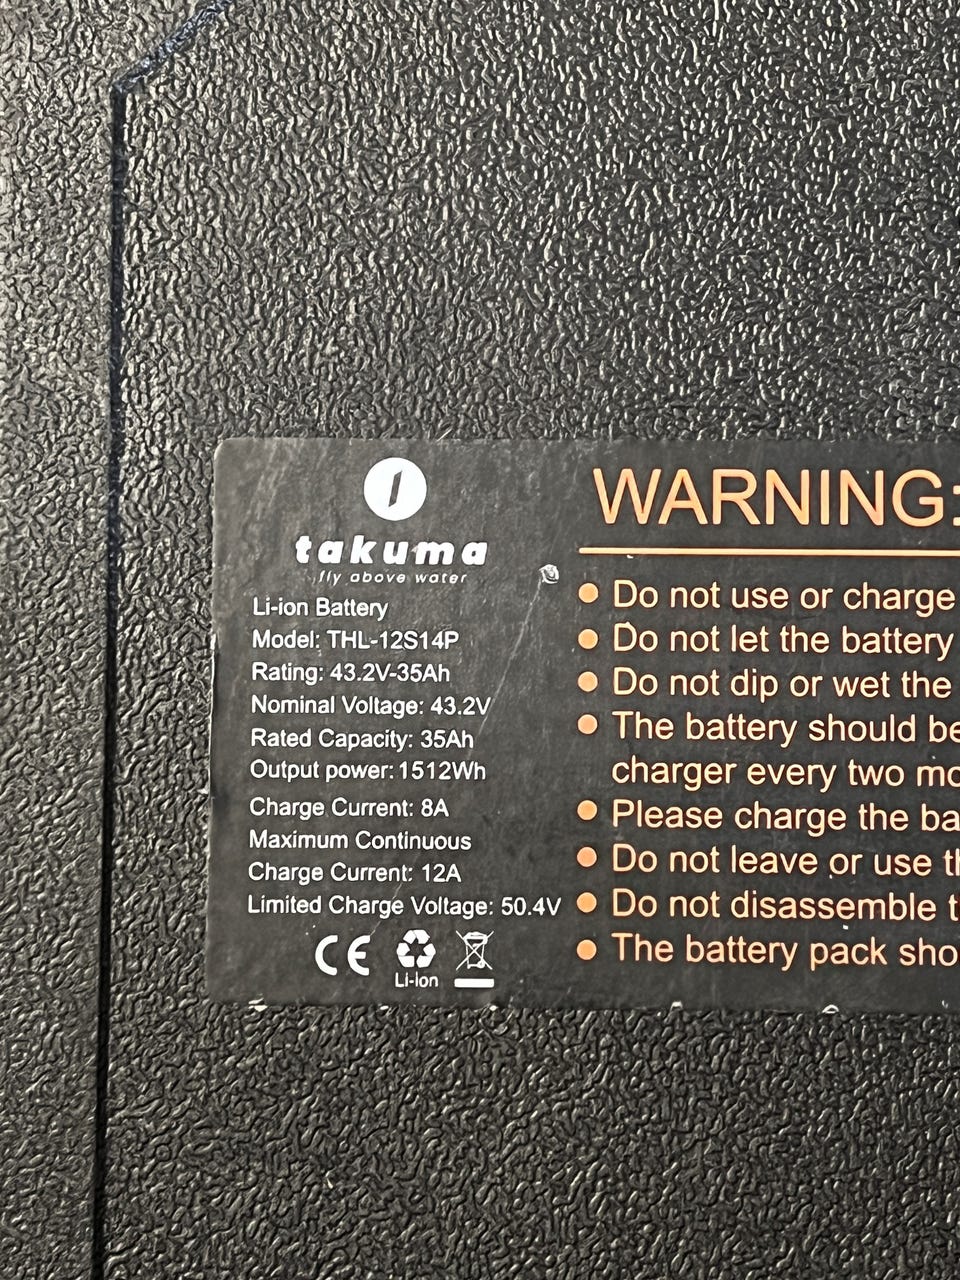 takuma
fly above water
Li-ion Battery
Model: THL-12S14P
Rating: 43.2V-35Ah
Nominal Voltage: 43.2V
Rated Capacity: 35Ah
Output power: 1512Wh
Charge Current: 8A
Maximum Continuous
Charge Current: 12A
Limited Charge Voltage: 50.4V
CE
Li-ion
WARNING:
Do not use or charge
Do not let the battery
Do not dip or wet the
The battery should be
charger every two mo
Please charge the ba
Do not leave or use th
Do not disassemble t
The battery pack sho